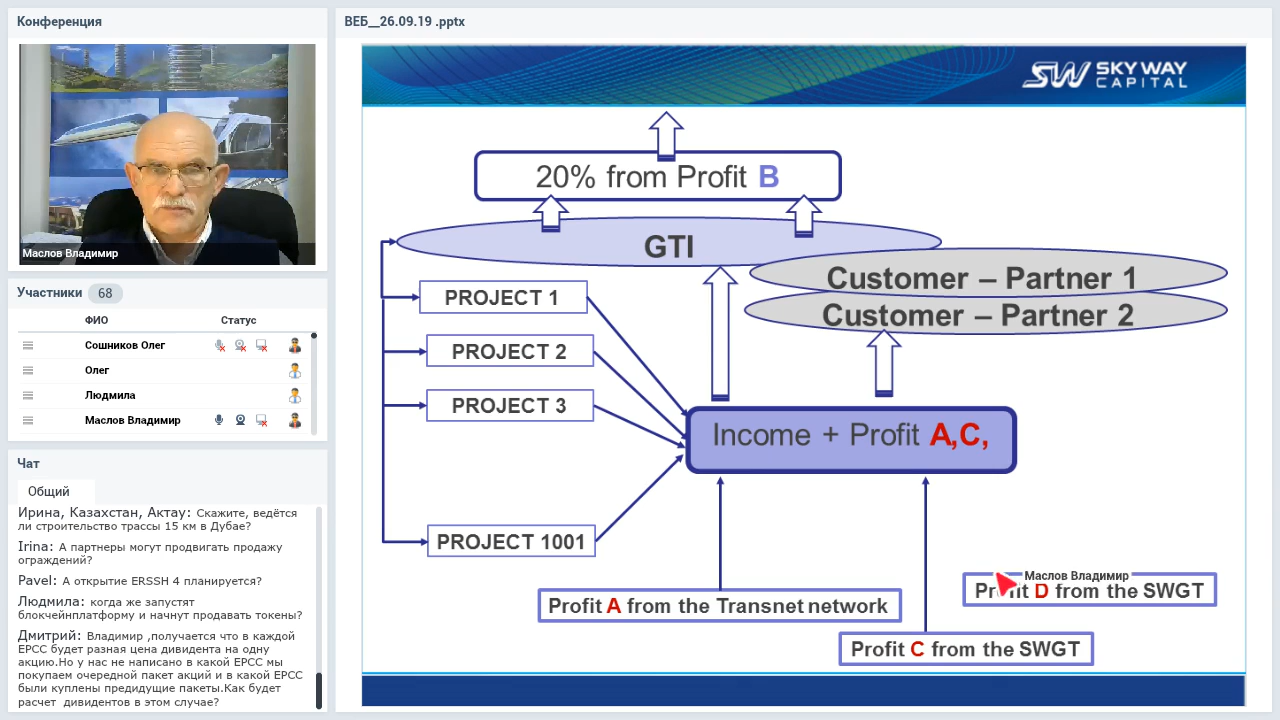 Конференция
Маслов Владимир
Участники 68
ФИО Статус
Сошников Олег
Олег
Людмила
Маслов Владимир
Чат
Общий
Ирина, Казахстан, Актау: Скажите, ведётся
ли строительство трассы 15 км в Дубае?
Irina: А партнеры могут продвигать продажу
ограждений?
Pavel: А открытие ERSSH 4 планируется?
Людмила: когда же запустят
блокчейнплатформу и начнут продавать токены?
Дмитрий: Владимир ,получается что в каждой
ЕРСС будет разная цена дивидента на одну
акцию.Но у нас не написано в какой ЕРСС мы
покупаем очередной пакет акций и в какой ЕРСС
были куплены предидущие пакеты.Как будет
расчет дивидентов в этом случае?
ВЕБ__26.09.19 .pptx
SW SKY WAY
CAPITAL
20% from Profit B
GTI
Customer – Partner 1
Customer – Partner 2
PROJECT 1
PROJECT 2
PROJECT 3
PROJECT 1001
Income + Profit A,C,
Маслов Владимир
Profit D from the SWGT
Profit A from the Transnet network
Profit C from the SWGT